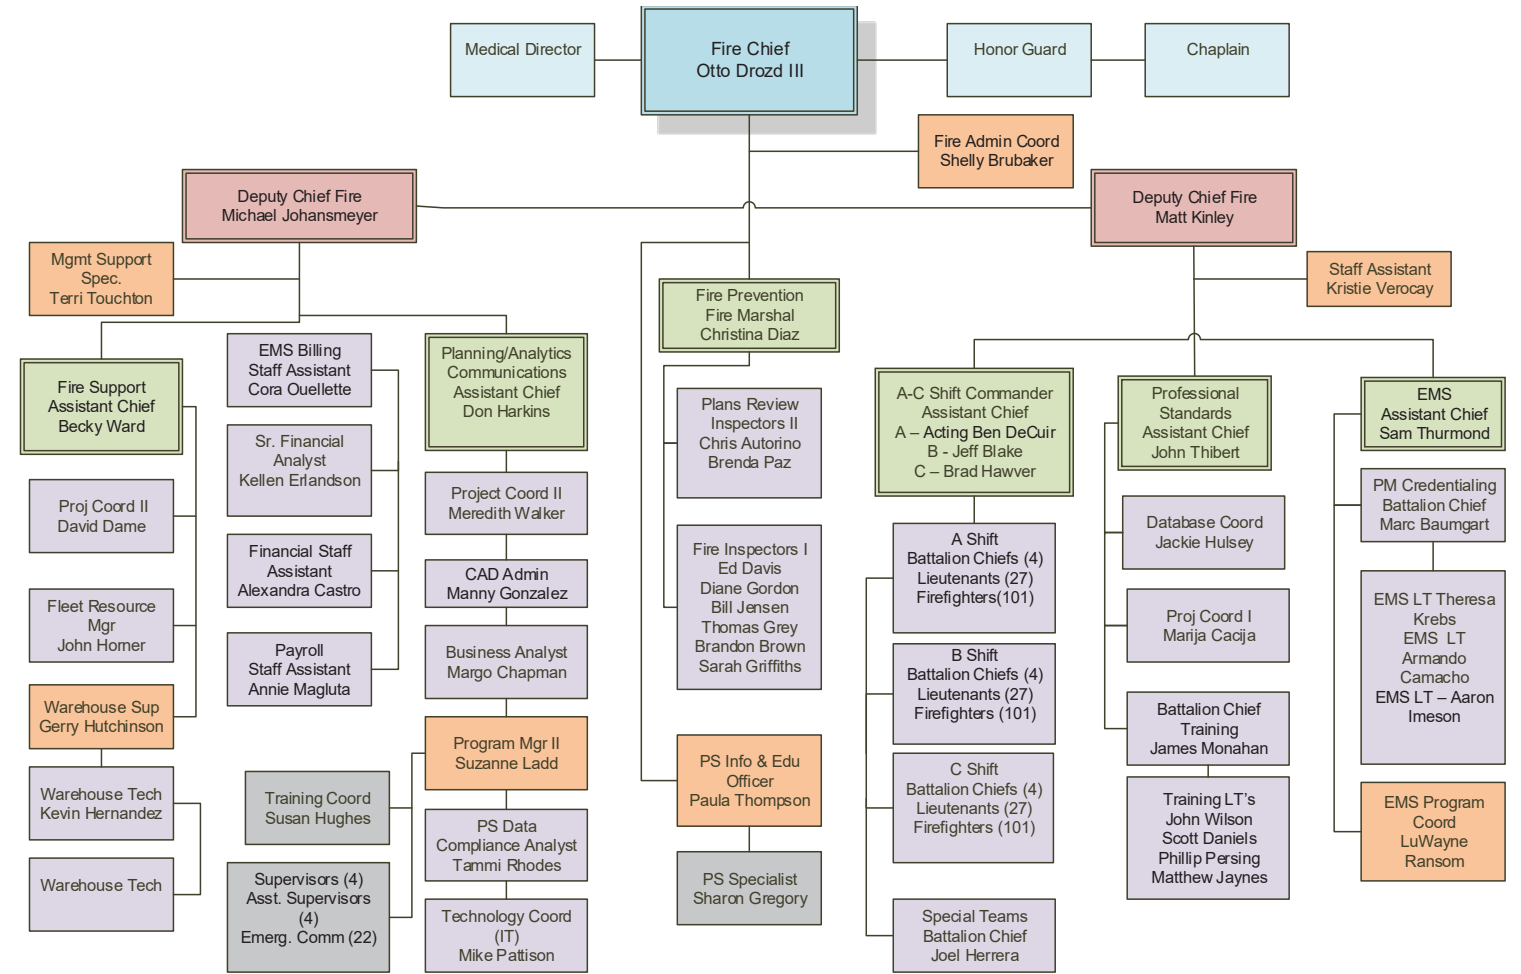 Medical Director
Fire Chief
Otto Drozd III
Honor Guard
Chaplain
Fire Admin Coord
Shelly Brubaker
Deputy Chief Fire
Michael Johansmeyer
Deputy Chief Fire
Matt Kinley
Mgmt Support
Spec.
Terri Touchton
Staff Assistant
Kristie Verocay
Fire Support
Assistant Chief
Becky Ward
Proj Coord II
David Dame
Fleet Resource
Mgr
John Horner
Warehouse Sup
Gerry Hutchinson
Warehouse Tech
Kevin Hernandez
Warehouse Tech
EMS Billing
Staff Assistant
Cora Ouellette
Sr. Financial
Analyst
Kellen Erlandson
Financial Staff
Assistant
Alexandra Castro
Payroll
Staff Assistant
Annie Magluta
Planning/Analytics
Communications
Assistant Chief
Don Harkins
Project Coord II
Meredith Walker
CAD Admin
Manny Gonzalez
Business Analyst
Margo Chapman
Program Mgr II
Suzanne Ladd
Training Coord
Susan Hughes
Supervisors (4)
Asst. Supervisors
(4)
Emerg. Comm (22)
PS Data
Compliance Analyst
Tammi Rhodes
Technology Coord
(IT)
Mike Pattison
Fire Prevention
Fire Marshal
Christina Diaz
Plans Review
Inspectors II
Chris Autorino
Brenda Paz
Fire Inspectors I
Ed Davis
Diane Gordon
Bill Jensen
Thomas Grey
Brandon Brown
Sarah Griffiths
PS Info & Edu
Officer
Paula Thompson
PS Specialist
Sharon Gregory
A-C Shift Commander
Assistant Chief
A – Acting Ben DeCuir
B - Jeff Blake
C – Brad Hawver
A Shift
Battalion Chiefs (4)
Lieutenants (27)
Firefighters(101)
B Shift
Battalion Chiefs (4)
Lieutenants (27)
Firefighters (101)
C Shift
Battalion Chiefs (4)
Lieutenants (27)
Firefighters (101)
Special Teams
Battalion Chief
Joel Herrera
Professional
Standards
Assistant Chief
John Thibert
Database Coord
Jackie Hulsey
Proj Coord I
Marija Cacija
Battalion Chief
Training
James Monahan
Training LT’s
John Wilson
Scott Daniels
Phillip Persing
Matthew Jaynes
EMS
Assistant Chief
Sam Thurmond
PM Credentialing
Battalion Chief
Marc Baumgart
EMS LT Theresa
Krebs
EMS LT
Armando
Camacho
EMS LT – Aaron
Imeson
EMS Program
Coord
LuWayne
Ransom